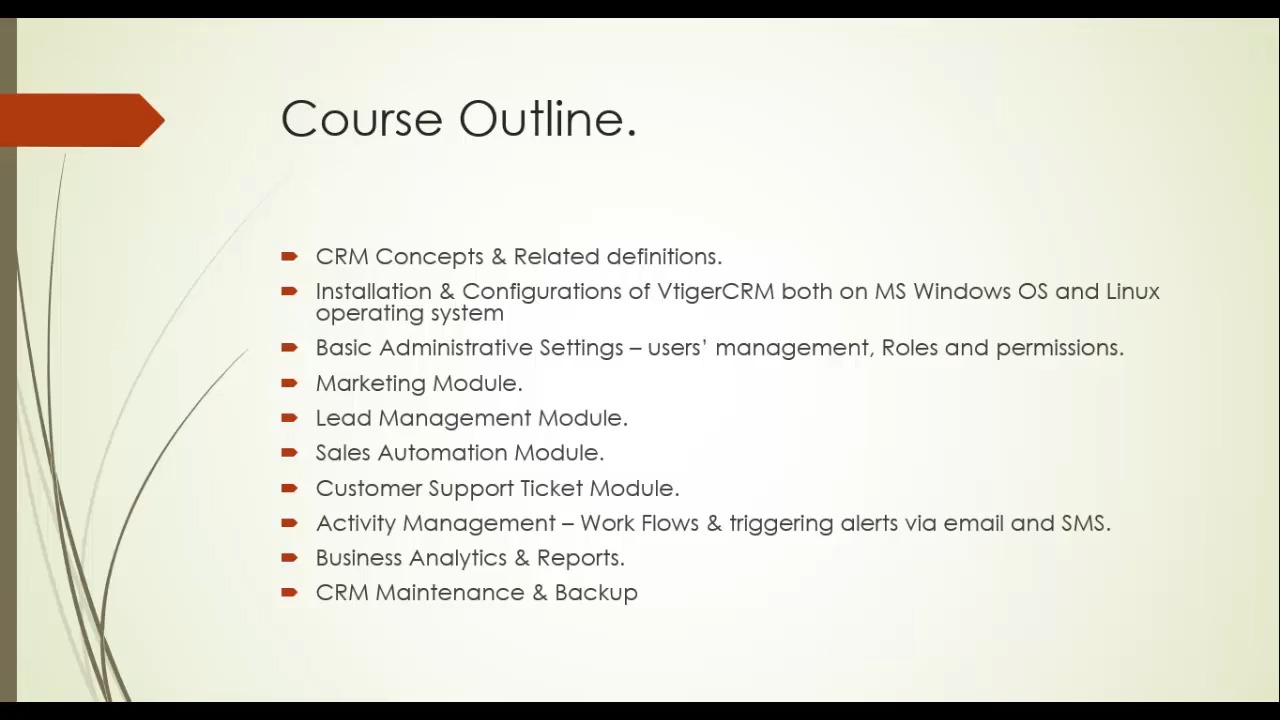 Course Outline.
CRM Concepts & Related definitions.
Installation & Configurations of VtigerCRM both on MS Windows OS and Linux
operating system
Basic Administrative Settings – users’ management, Roles and permissions.
Marketing Module.
Lead Management Module.
Sales Automation Module.
Customer Support Ticket Module.
Activity Management – Work Flows & triggering alerts via email and SMS.
Business Analytics & Reports.
CRM Maintenance & Backup